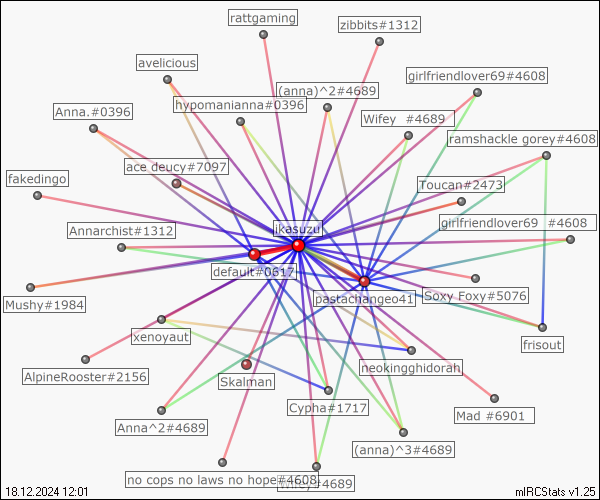 rattgaming
zibbits#1312
avelicious
girlfriendlover69#4608
(anna)^2#4689
hypomanianna#0396
Anna.#0396
Wifey  #4689
ramshackle gorey#4608
ace deucy#7097
fakedingo
Toucan#2473
girlfriendlover69  #4608
Annarchist#1312
jkasuzu
default#0617
pastachangeo41
Soxy Foxy#5076
Mushy#1984
xenoyaut
frisout
neokingghidorah
AlpineRooster#2156
Skalman
Cypha#1717
Mad #6901
Anna^2#4689
(anna)^3#4689
no cops no laws no hope#4608
#4689
18.12.2024 12:01
mIRCStats v1.25